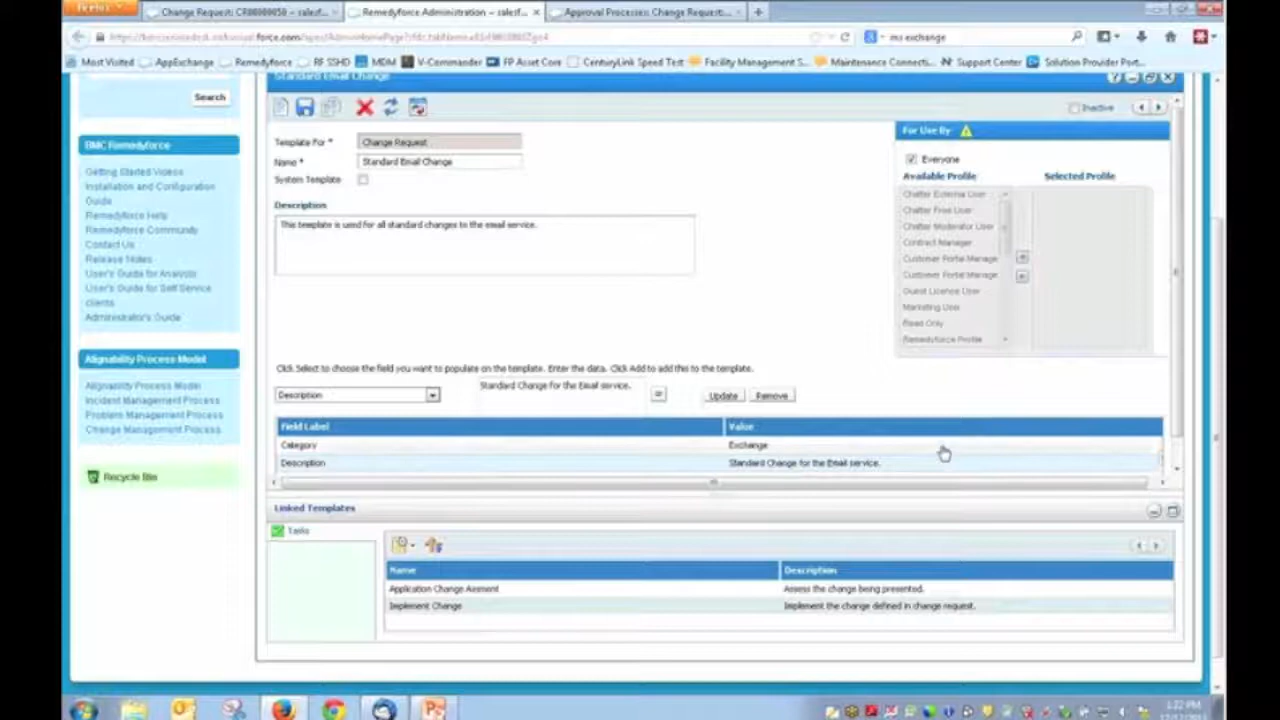 Firefox
Change Request: CR00000050 ~ salesf...
Remedyforce Administration ~ salesf...
Approval Processes: Change Request:...
ms exchange
Most Visited
AppExchange
Remedyforce
RF SSHD
MDM
V-Commander
FP Asset Core
CenturyLink Speed Test
Facility Management S...
Maintenance Connecti...
Support Center
Solution Provider Port...
Search
BMC Remedyforce
Getting Started Videos
Installation and Configuration
Guide
Remedyforce Help
Remedyforce Community
Contact Us
Release Notes
User's Guide for Analysts
User's Guide for Self Service
clients
Administrator's Guide
Alignability Process Model
Alignability Process Model
Incident Management Process
Problem Management Process
Change Management Process
Recycle Bin
Standard Email Change
Inactive
Template For *
Change Request
Name *
Standard Email Change
System Template
Description
This template is used for all standard changes to the email service.
For Use By
Everyone
Available Profile
Selected Profile
Chatter External User
Chatter Free User
Chatter Moderator User
Contract Manager
Customer Portal Manage
Customer Portal Manage
Guest License User
Marketing User
Read Only
Remedyforce Profile
Click Select to choose the field you want to populate on the template. Enter the data. Click Add to add this to the template.
Description
Standard Change for the Email service.
Update
Remove
Field Label
Value
Category
Exchange
Description
Standard Change for the Email service.
Linked Templates
Tasks
Name
Description
Application Change Assment
Assess the change being presented.
Implement Change
Implement the change defined in change request.